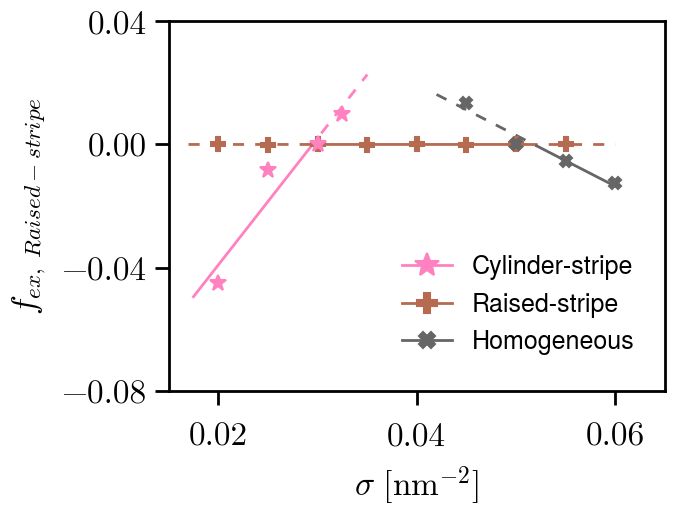 0.04
0.00
−0.04
−0.08
f_{ex, Raised−stripe}
Cylinder-stripe
Raised-stripe
Homogeneous
0.02 0.04 0.06
σ [nm⁻²]